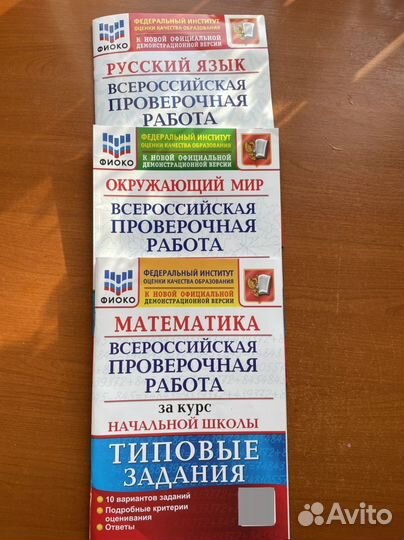 ФИОКО
ФЕДЕРАЛЬНЫЙ ИНСТИТУТ
ОЦЕНКИ КАЧЕСТВА ОБРАЗОВАНИЯ
К НОВОЙ ОФИЦИАЛЬНОЙ
ДЕМОНСТРАЦИОННОЙ ВЕРСИИ
РУССКИЙ ЯЗЫК
ВСЕРОССИЙСКАЯ
ПРОВЕРОЧНАЯ
РАБОТА
ФИОКО
ФЕДЕРАЛЬНЫЙ ИНСТИТУТ
ОЦЕНКИ КАЧЕСТВА ОБРАЗОВАНИЯ
К НОВОЙ ОФИЦИАЛЬНОЙ
ДЕМОНСТРАЦИОННОЙ ВЕРСИИ
ОКРУЖАЮЩИЙ МИР
ВСЕРОССИЙСКАЯ
ПРОВЕРОЧНАЯ
РАБОТА
ФИОКО
ФЕДЕРАЛЬНЫЙ ИНСТИТУТ
ОЦЕНКИ КАЧЕСТВА ОБРАЗОВАНИЯ
К НОВОЙ ОФИЦИАЛЬНОЙ
ДЕМОНСТРАЦИОННОЙ ВЕРСИИ
МАТЕМАТИКА
ВСЕРОССИЙСКАЯ
ПРОВЕРОЧНАЯ
РАБОТА
за курс
НАЧАЛЬНОЙ ШКОЛЫ
ТИПОВЫЕ
ЗАДАНИЯ
10 вариантов заданий
Подробные критерии
оценивания
Ответы
Avito